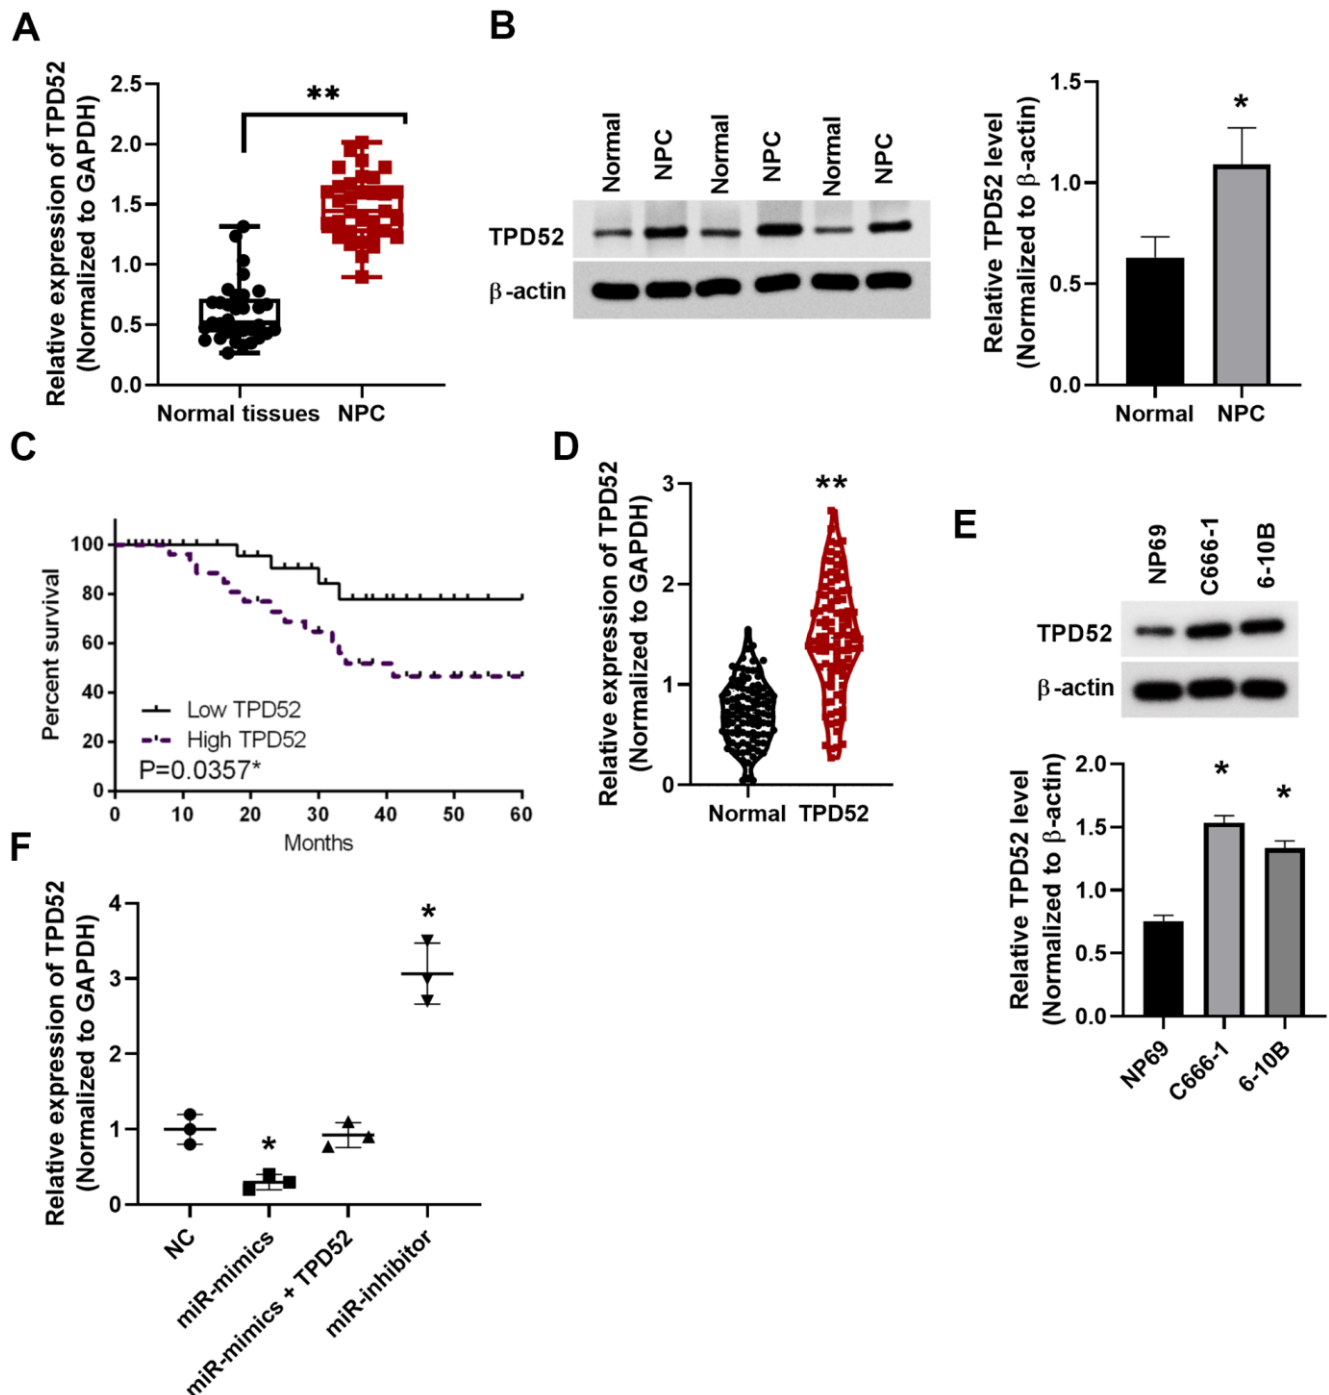 A
Relative expression of TPD52
(Normalized to GAPDH)
2.5
2.0
1.5
1.0
0.5
0.0
**
Normal tissues
NPC
B
Normal
NPC
Normal
NPC
Normal
NPC
TPD52
β-actin
Relative TPD52 level
(Normalized to β-actin)
1.5
1.0
0.5
0.0
*
Normal
NPC
C
Percent survival
100
80
60
40
20
0
Low TPD52
High TPD52
P=0.0357*
0
10
20
30
40
50
60
Months
D
Relative expression of TPD52
(Normalized to GAPDH)
3
2
1
0
**
Normal
TPD52
E
NP69
C666-1
6-10B
TPD52
β-actin
Relative TPD52 level
(Normalized to β-actin)
2.0
1.5
1.0
0.5
0.0
*
*
NP69
C666-1
6-10B
F
Relative expression of TPD52
(Normalized to GAPDH)
4
3
2
1
0
*
*
NC
miR-mimics
miR-mimics + TPD52
miR-inhibitor